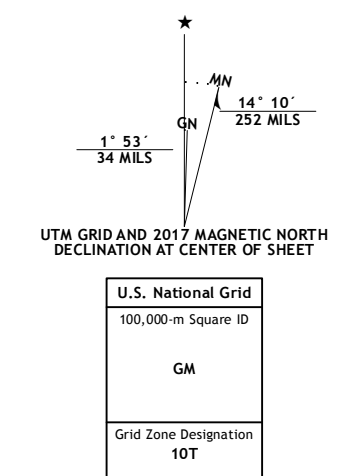 ★
MN
GN
14° 10´
252 MILS
1° 53´
34 MILS
UTM GRID AND 2017 MAGNETIC NORTH
DECLINATION AT CENTER OF SHEET
U.S. National Grid
100,000-m Square ID
GM
Grid Zone Designation
10T